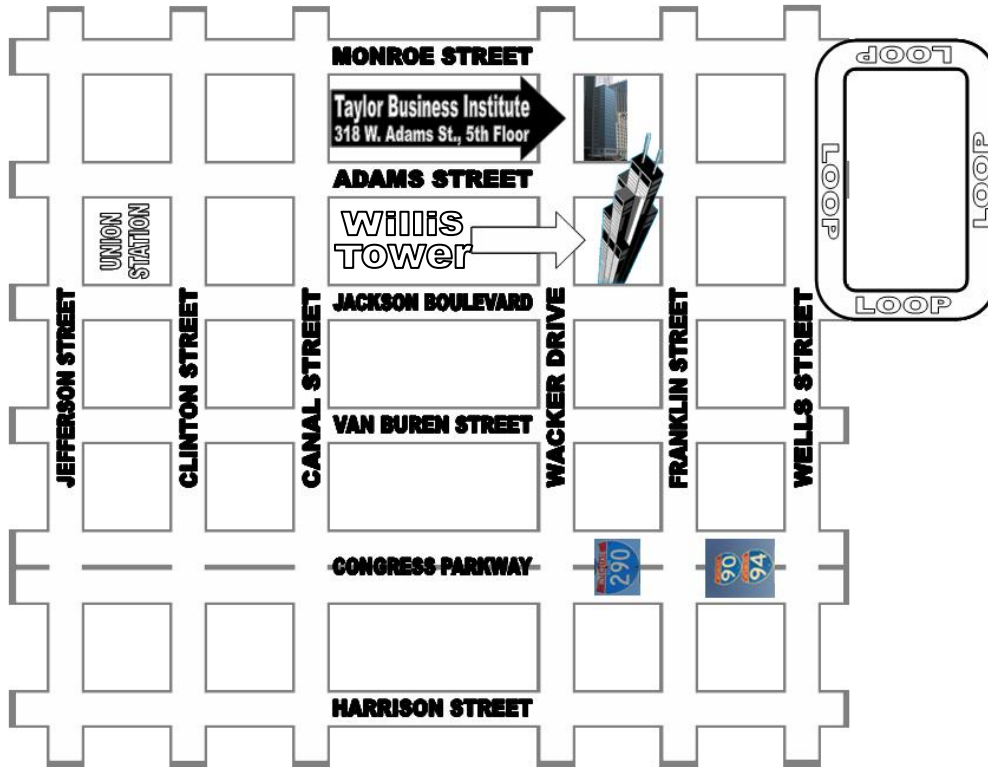 MONROE STREET
Taylor Business Institute
318 W. Adams St., 5th Floor
ADAMS STREET
Willis
Tower
UNION
STATION
JACKSON BOULEVARD
JEFFERSON STREET
CLINTON STREET
CANAL STREET
WACKER DRIVE
FRANKLIN STREET
WELLS STREET
VAN BUREN STREET
CONGRESS PARKWAY
290
90
94
HARRISON STREET
LOOP
LOOP
LOOP
LOOP